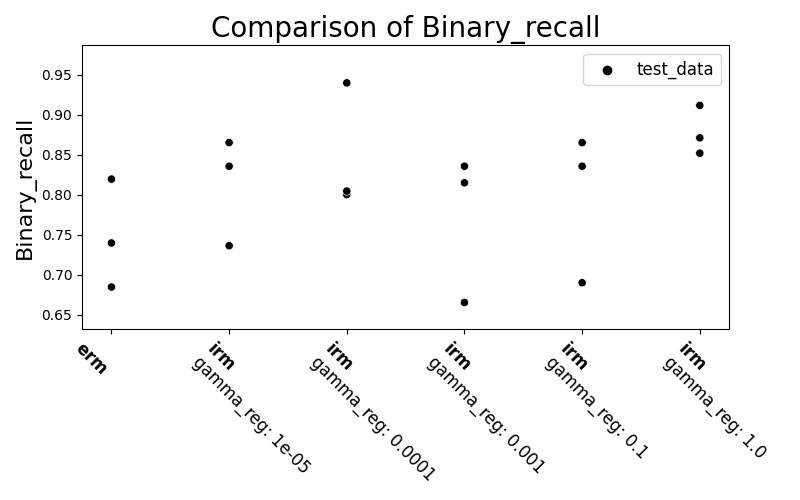 Comparison of Binary_recall
test_data
Binary_recall
0.95
0.90
0.85
0.80
0.75
0.70
0.65
erm
irm
gamma_reg: 1e-05
irm
gamma_reg: 0.0001
irm
gamma_reg: 0.001
irm
gamma_reg: 0.1
irm
gamma_reg: 1.0